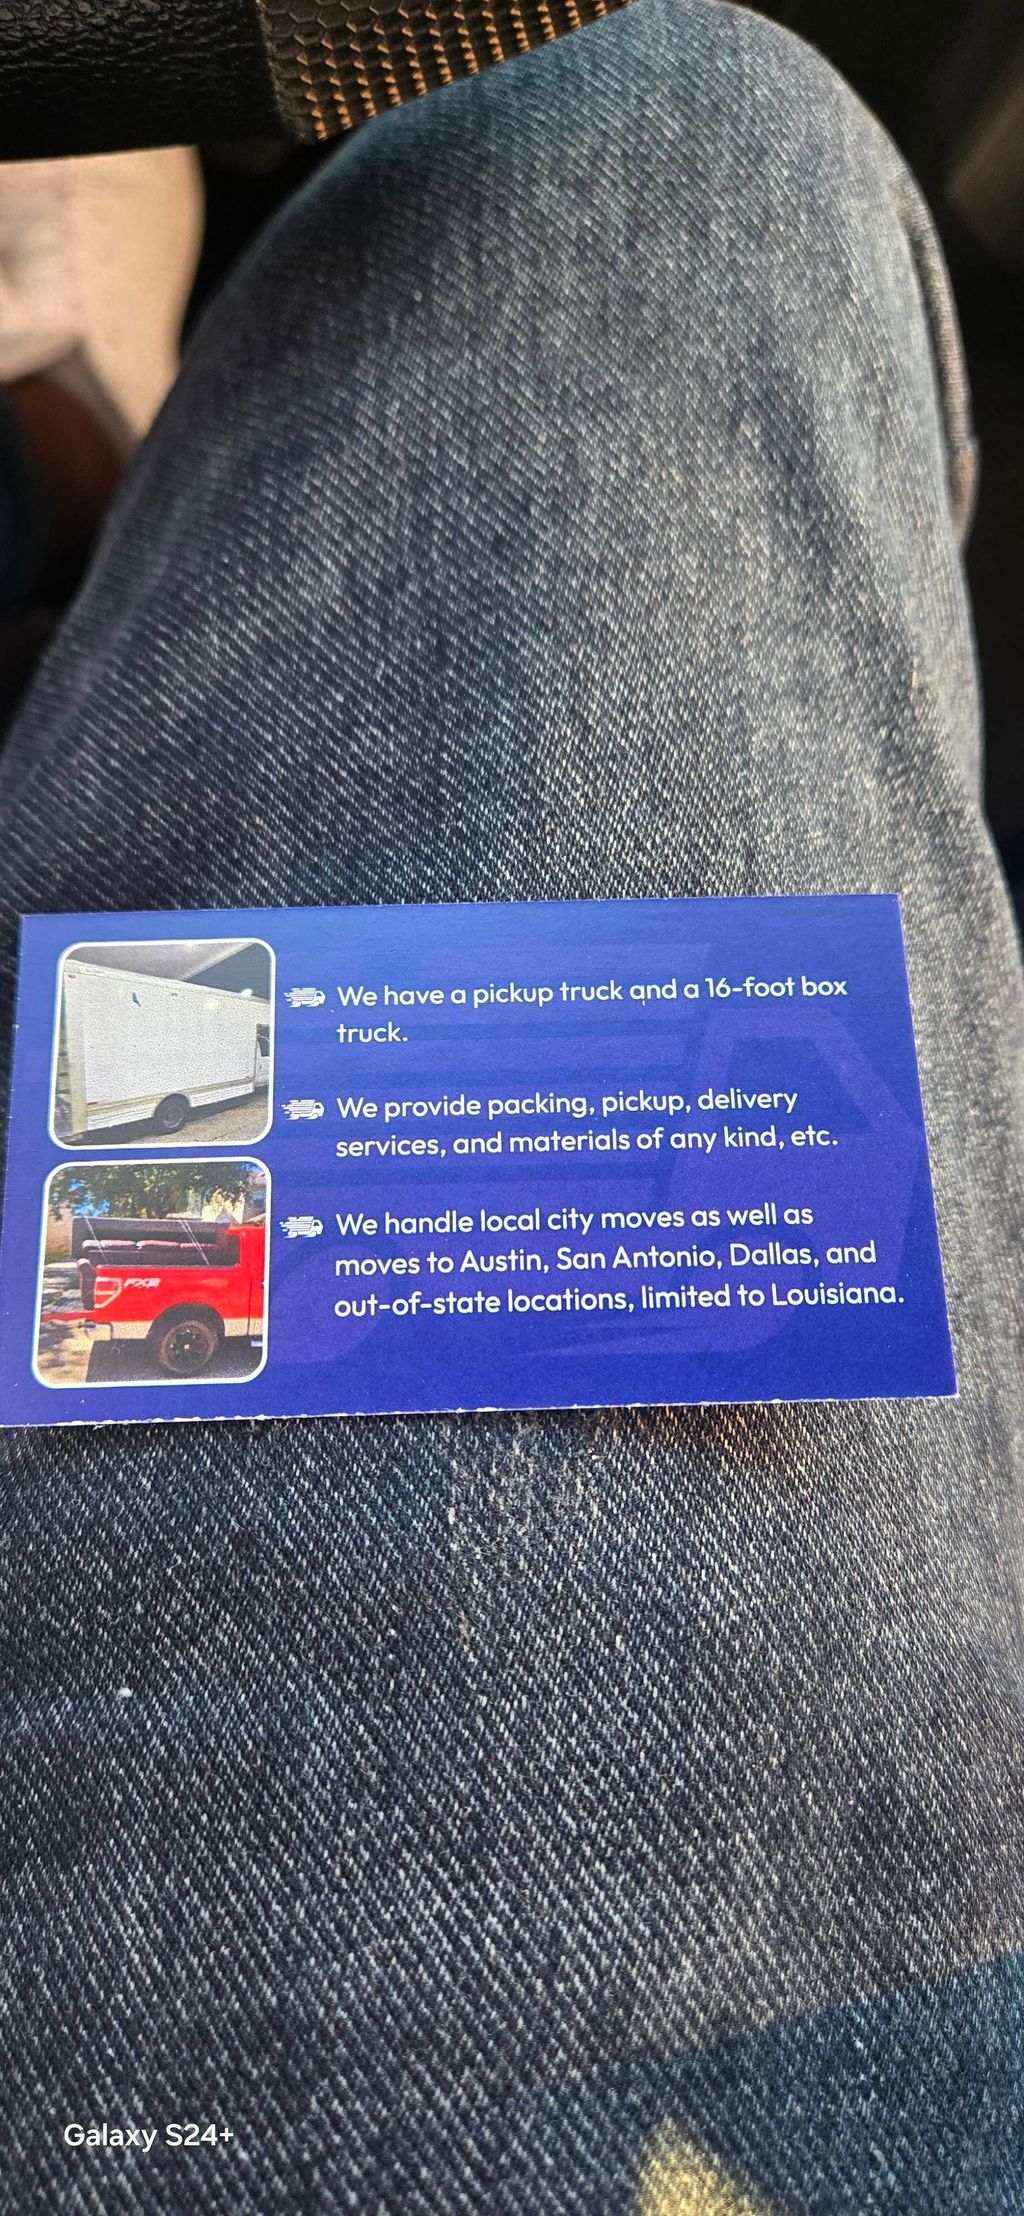 We have a pickup truck and a 16-foot box
truck.
We provide packing, pickup, delivery
services, and materials of any kind, etc.
We handle local city moves as well as
moves to Austin, San Antonio, Dallas, and
out-of-state locations, limited to Louisiana.
FX2
Galaxy S24+